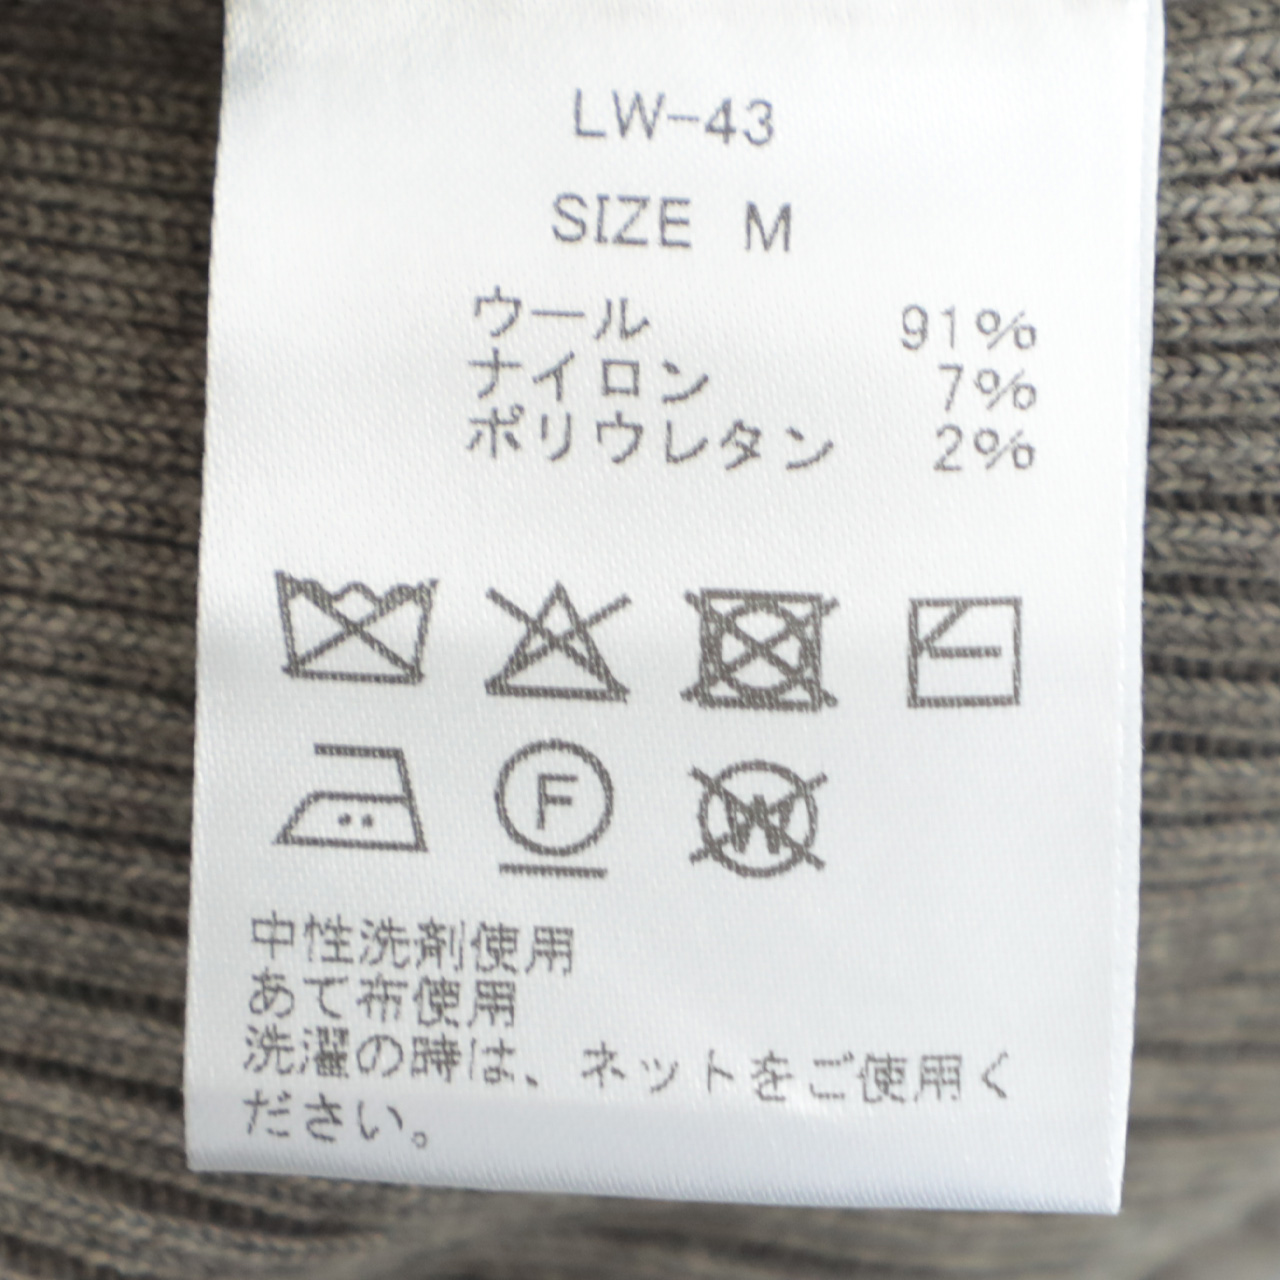 LW-43
SIZE M
ウール 91%
ナイロン 7%
ポリウレタン 2%
F
W
中性洗剤使用
あて布使用
洗濯の時は、ネットをご使用く
ださい。